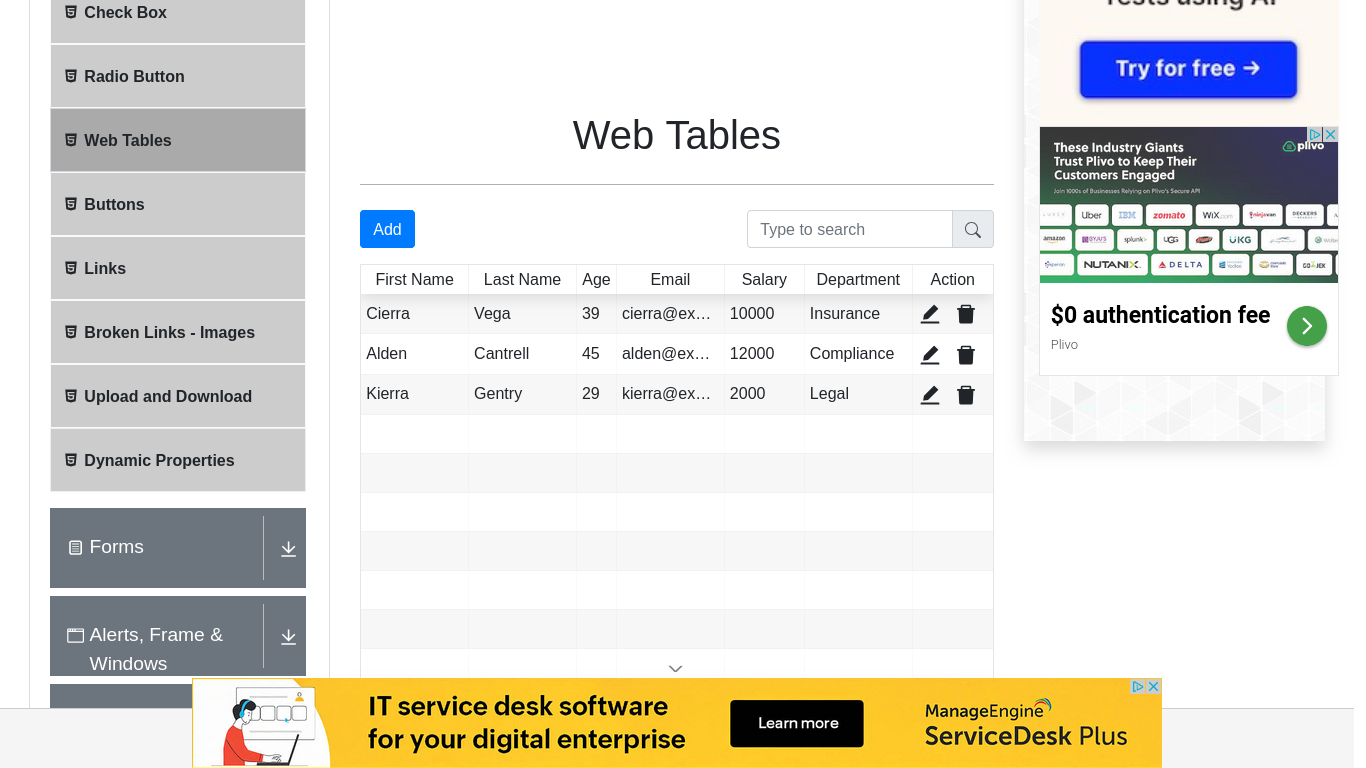 Check Box
Radio Button
Web Tables
Buttons
Links
Broken Links - Images
Upload and Download
Dynamic Properties
Forms
Alerts, Frame &
Windows
Web Tables
Add
Type to search
First Name Last Name Age Email Salary Department Action
Cierra Vega 39 cierra@ex… 10000 Insurance
Alden Cantrell 45 alden@ex… 12000 Compliance
Kierra Gentry 29 kierra@ex… 2000 Legal
Tests using AI
Try for free →
These Industry Giants
Trust Plivo to Keep Their
Customers Engaged
plivo
Join 1000s of Businesses Relying on Plivo's Secure API
Uber IBM zomato WiX.com ninjavan DECKERS
amazon BYJU'S splunk> UGG UKG
NUTANIX DELTA GOJEK
$0 authentication fee
Plivo
IT service desk software
for your digital enterprise
Learn more
ManageEngine
ServiceDesk Plus